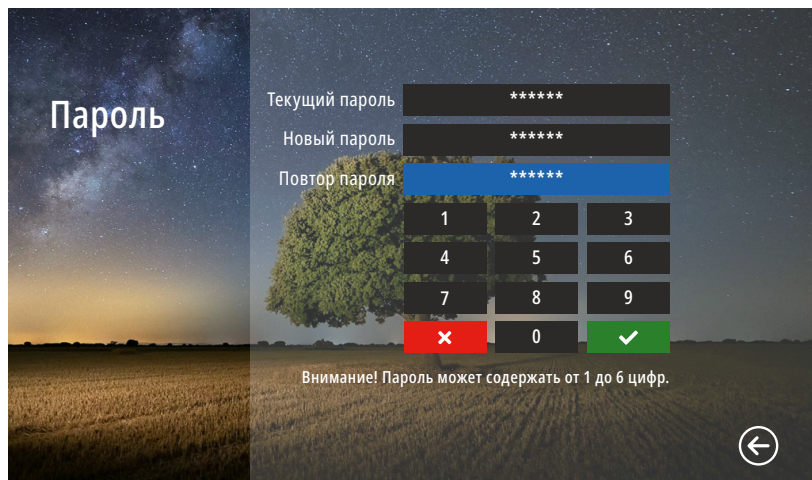 Пароль
Текущий пароль ******
Новый пароль ******
Повтор пароля ******
1 2 3
4 5 6
7 8 9
0
Внимание! Пароль может содержать от 1 до 6 цифр.